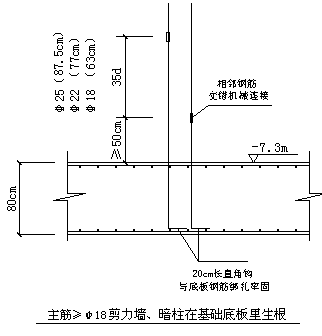 Φ25（87.5cm）
Φ22 （77cm）
Φ18 （63cm）
35d
≥50cm
相邻钢筋
交错机械连接
-7.3m
80cm
20cm长直角钩
与底板钢筋绑扎牢固
主筋≥Φ18剪力墙、暗柱在基础底板里生根